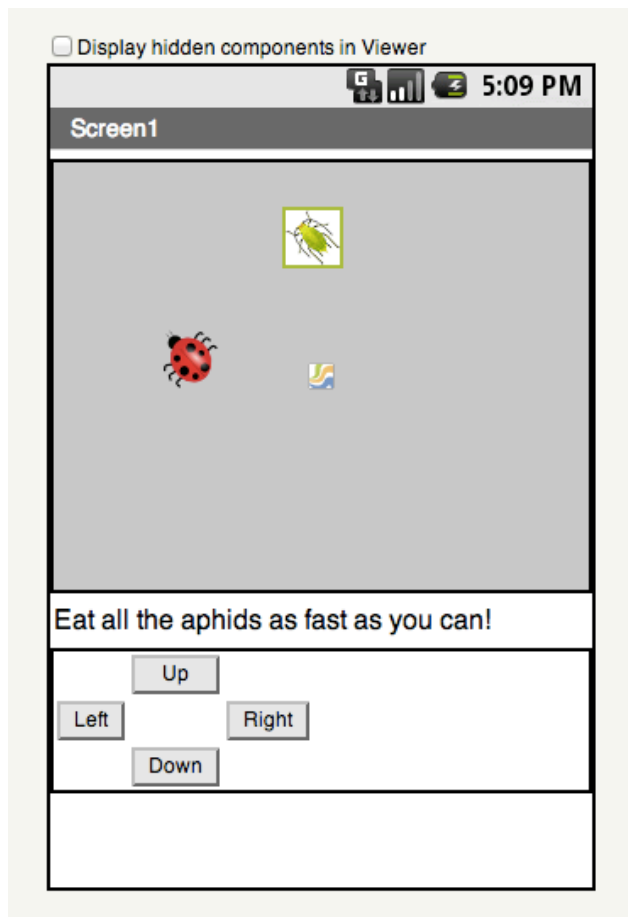 Display hidden components in Viewer
G 5:09 PM
Screen1
Eat all the aphids as fast as you can!
Up
Left Right
Down